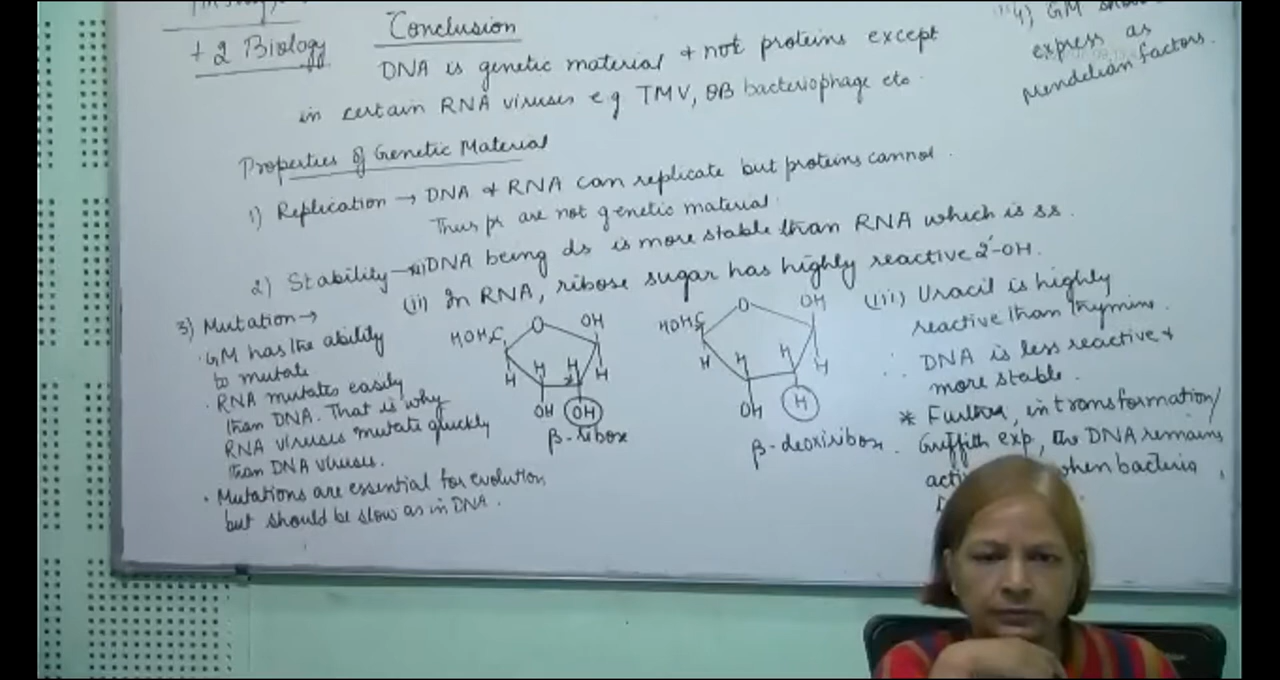 + 2 Biology
Conclusion
DNA is genetic material & not proteins except
in certain RNA viruses e.g TMV, QB bacteriophage etc.
4) GM
express as
mendelian factors.
Properties of Genetic Material
1) Replication → DNA & RNA can replicate but proteins cannot.
Thus pr are not genetic material.
2) Stability → (i) DNA being ds is more stable than RNA which is ss.
(ii) In RNA, ribose sugar has highly reactive 2'-OH.
3) Mutation →
· GM has the ability
to mutate
· RNA mutates easily
than DNA. That is why
RNA viruses mutate quickly
than DNA viruses.
· Mutations are essential for evolution
but should be slow as in DNA.
HOH₂C O OH
H H H H
OH OH
β-ribose
HOH₂C O OH
H H H H
OH H
β-deoxiribose.
(iii) Uracil is highly
reactive than thymine.
∴ DNA is less reactive &
more stable.
* Further, in transformation/
Griffith exp, the DNA remains
when bacteria